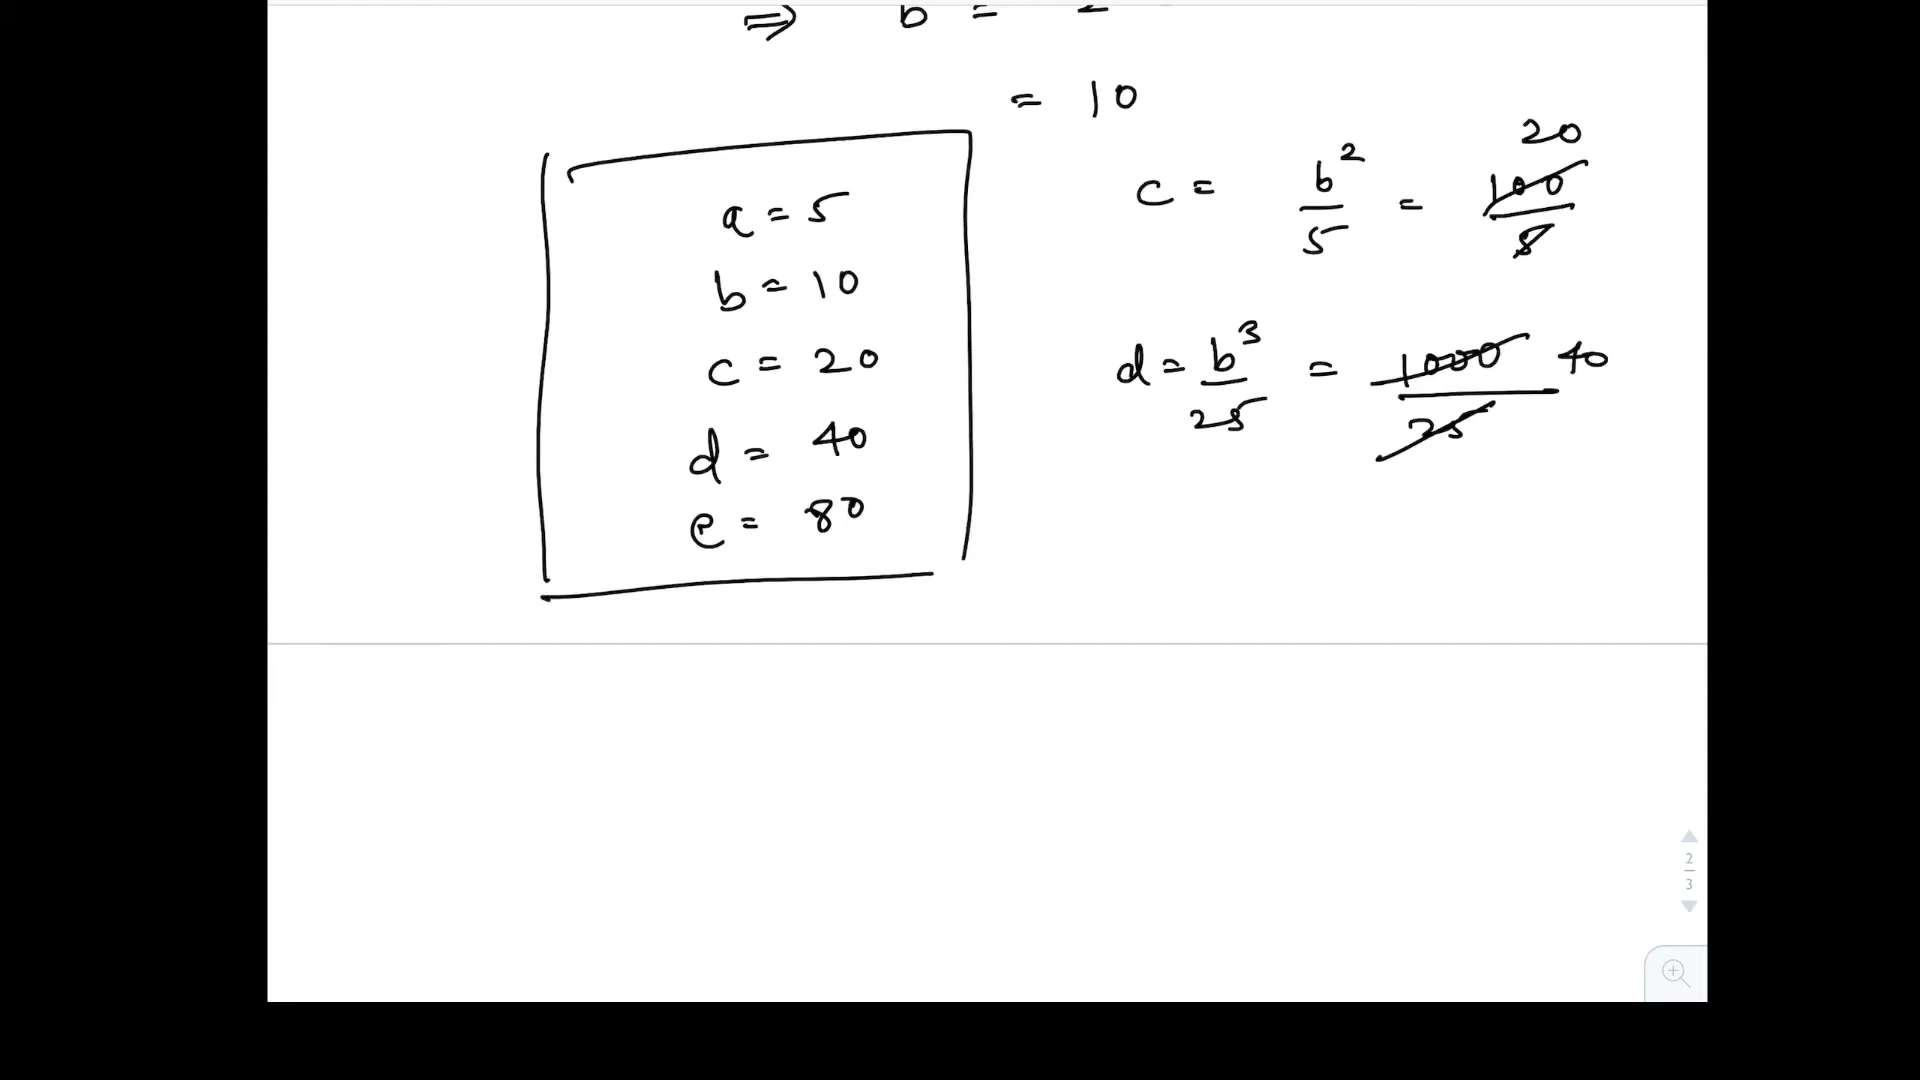 ⇒ b =
= 10
a = 5
b = 10
c = 20
d = 40
e = 80
c = b²/5 = 100/5 20
d = b³/25 = 1000/25 40
2
3